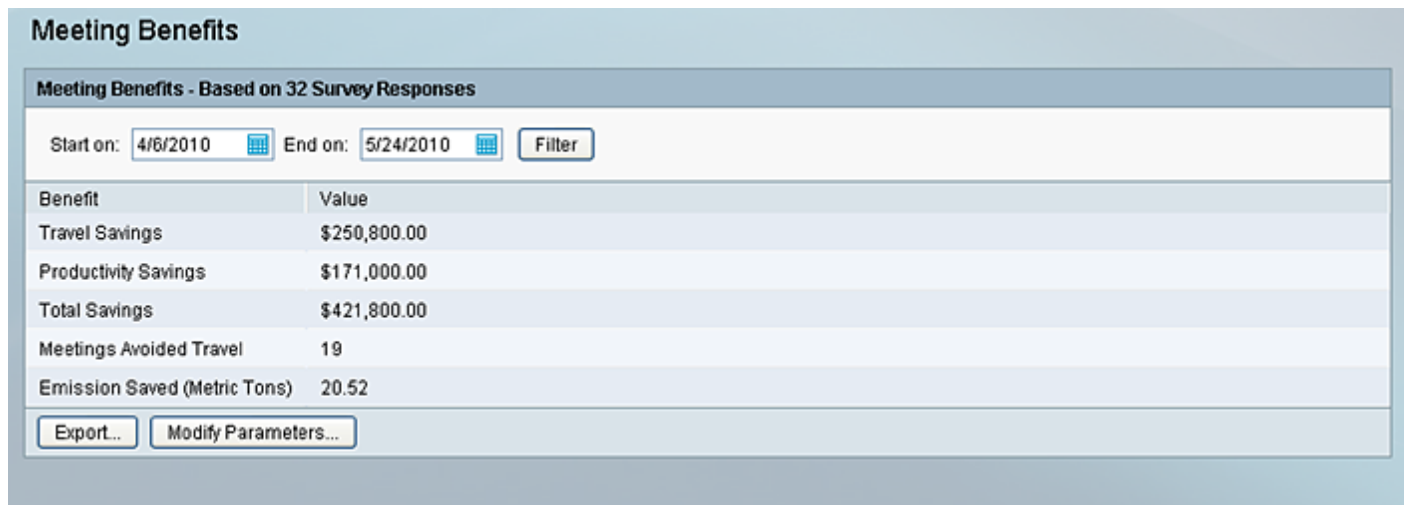 Meeting Benefits
Meeting Benefits - Based on 32 Survey Responses
Start on: 4/6/2010 End on: 5/24/2010 Filter
Benefit Value
Travel Savings $250,800.00
Productivity Savings $171,000.00
Total Savings $421,800.00
Meetings Avoided Travel 19
Emission Saved (Metric Tons) 20.52
Export... Modify Parameters...